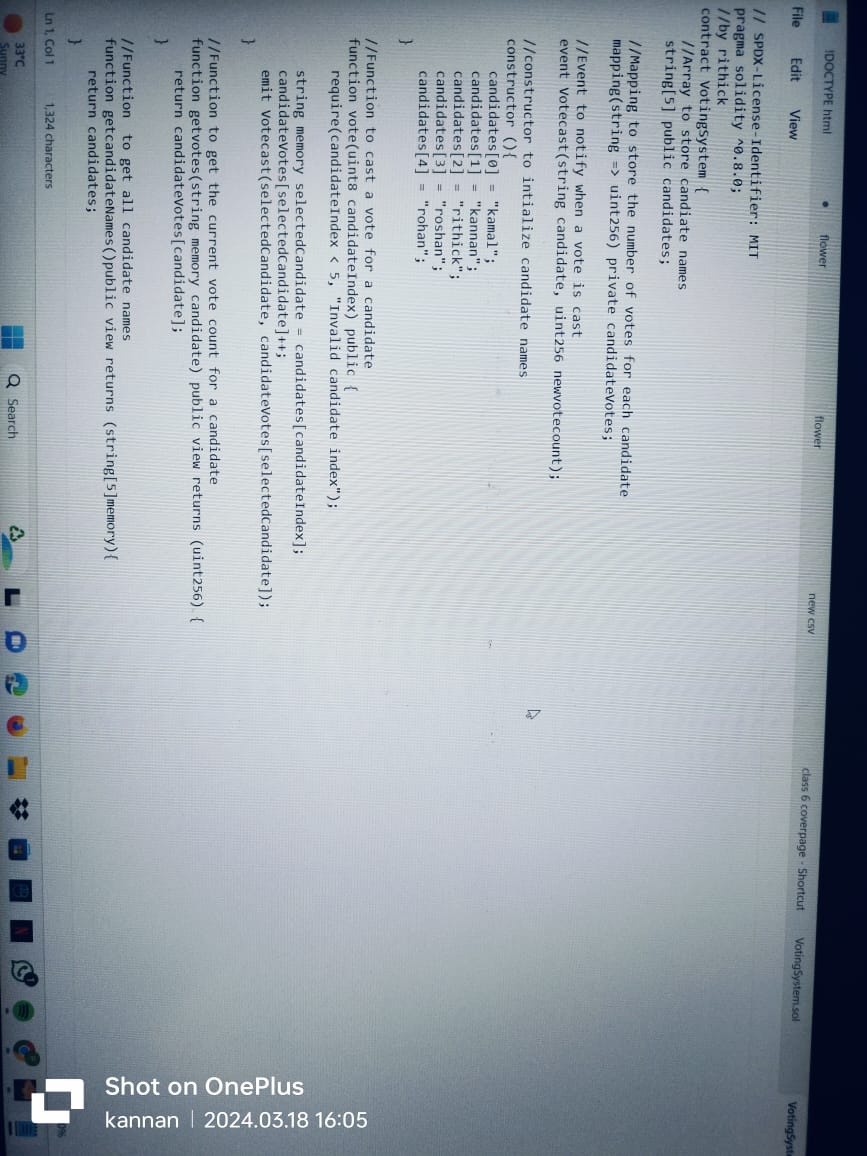 !DOCTYPE html
flower
flower
new csv
class 6 coverpage - Shortcut
VotingSystem.sol
File Edit View
// SPDX-License-Identifier: MIT
pragma solidity ^0.8.0;
//by rithick
contract VotingSystem {
//Array to store candiate names
string[5] public candidates;
//Mapping to store the number of votes for each candidate
mapping(string => uint256) private candidateVotes;
//Event to notify when a vote is cast
event Votecast(string candidate, uint256 newvotecount);
//constructor to intialize candidate names
constructor (){
candidates[0] = "kamal";
candidates[1] = "kannan";
candidates[2] = "rithick";
candidates[3] = "roshan";
candidates[4] = "rohan";
}
//Function to cast a vote for a candidate
function vote(uint8 candidateIndex) public {
require(candidateIndex < 5, "Invalid candidate index");
string memory selectedCandidate = candidates[candidateIndex];
candidateVotes[selectedCandidate]++;
emit Votecast(selectedCandidate, candidateVotes[selectedCandidate]);
}
//Function to get the current vote count for a candidate
function getvotes(string memory candidate) public view returns (uint256) {
return candidateVotes[candidate];
}
//Function to get all candidate names
function getcandidateNames()public view returns (string[5]memory){
return candidates;
}
Ln 1, Col 1 1,324 characters
33°C
Sunny
Search
Shot on OnePlus
kannan | 2024.03.18 16:05